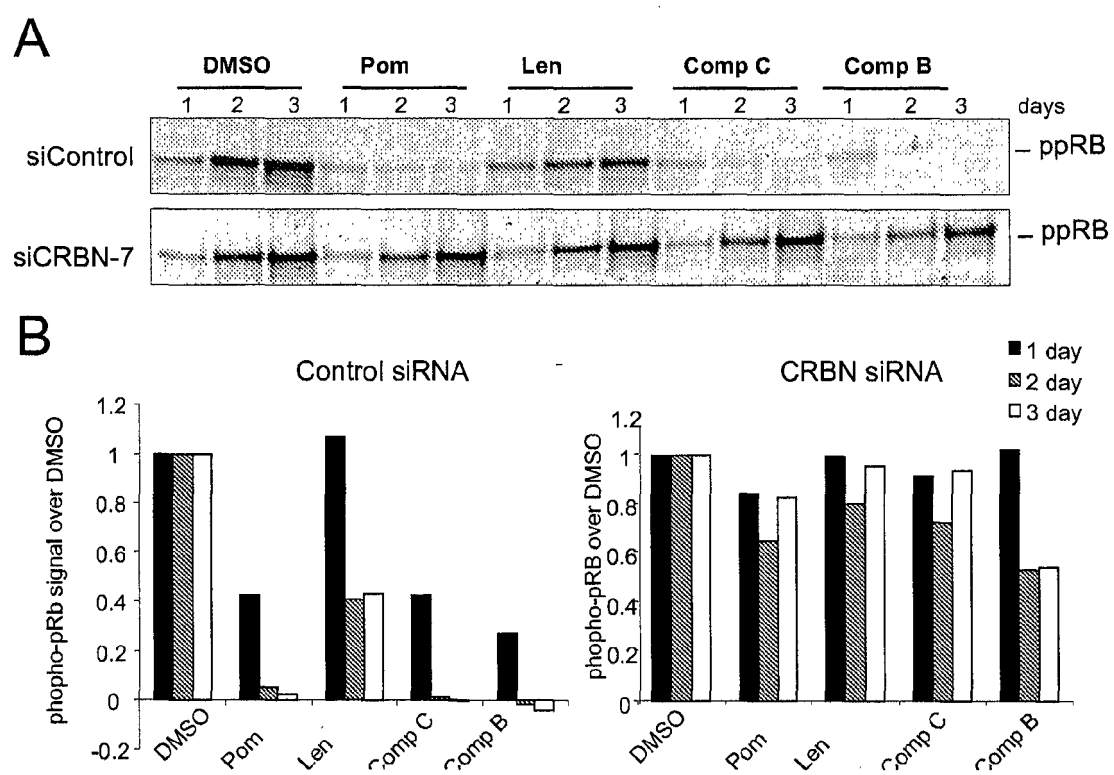 A
DMSO Pom Len Comp C Comp B
1 2 3 1 2 3 1 2 3 1 2 3 1 2 3 days
siControl
ppRB
siCRBN-7
ppRB
B
Control siRNA
CRBN siRNA
1 day
2 day
3 day
phopho-pRb signal over DMSO
1.2
1
0.8
0.6
0.4
0.2
0
-0.2
DMSO
Pom
Len
Comp C
Comp B
phopho-pRB over DMSO
1.2
1
0.8
0.6
0.4
0.2
0
DMSO
Pom
Len
Comp C
Comp B